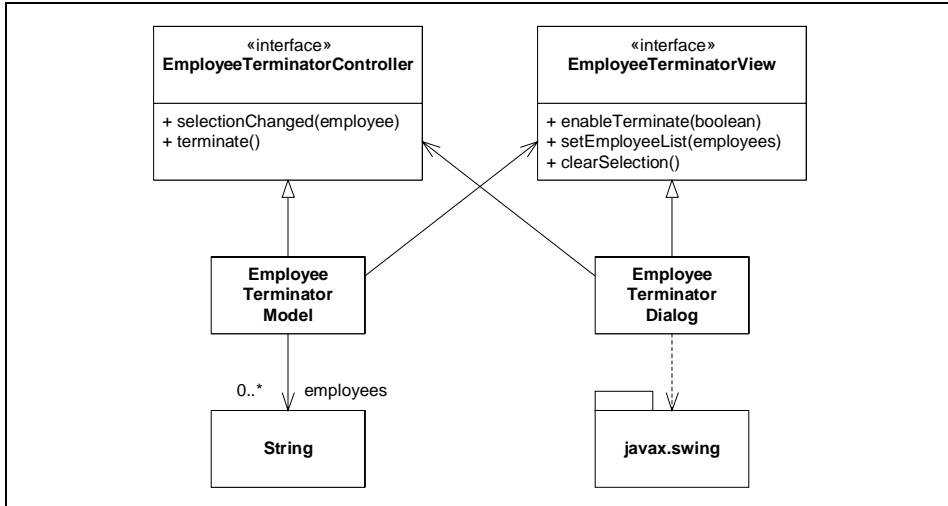 «interface»
EmployeeTerminatorController
+ selectionChanged(employee)
+ terminate()
«interface»
EmployeeTerminatorView
+ enableTerminate(boolean)
+ setEmployeeList(employees)
+ clearSelection()
Employee
Terminator
Model
Employee
Terminator
Dialog
0..* employees
String
javax.swing